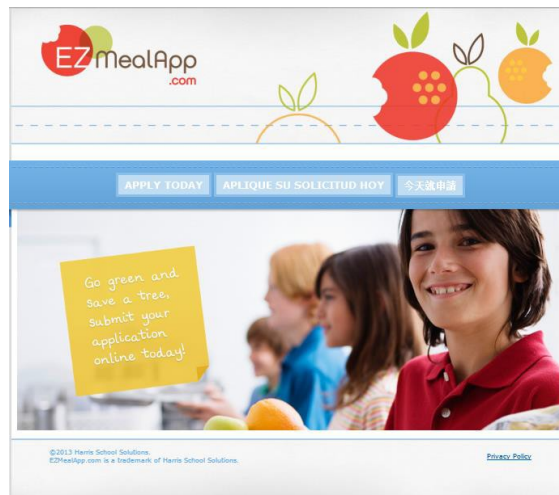 EZMealApp
.com
APPLY TODAY
APLIQUE SU SOLICITUD HOY
今天遞申請
Go green and
save a tree,
submit your
application
online today!
©2013 Harris School Solutions.
EZMealApp.com is a trademark of Harris School Solutions.
Privacy Policy